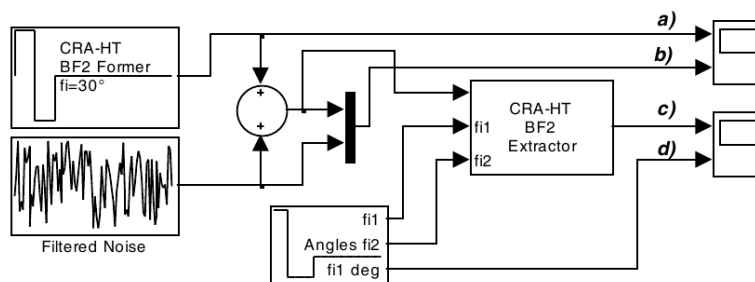 a)
b)
CRA-HT
BF2 Former
fi=30°
+
+
CRA-HT
BF2
Extractor
fi1
fi2
c)
d)
Filtered Noise
fi1
Angles fi2
fi1 deg